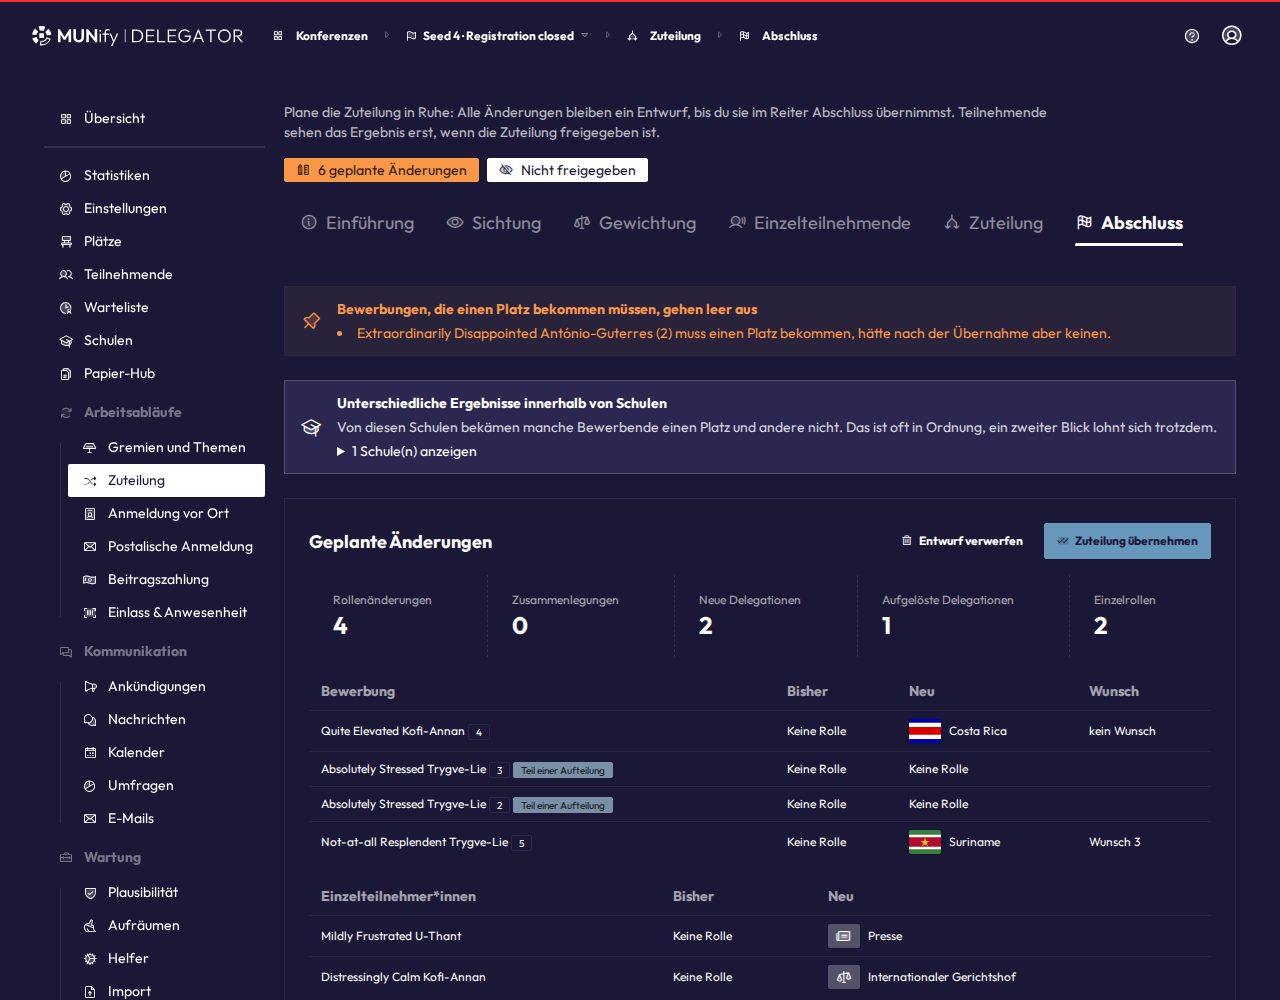 MUNify | DELEGATOR
Konferenzen
Seed 4 · Registration closed
Zuteilung
Abschluss
Übersicht
Statistiken
Einstellungen
Plätze
Teilnehmende
Warteliste
Schulen
Papier-Hub
Arbeitsabläufe
Gremien und Themen
Zuteilung
Anmeldung vor Ort
Postalische Anmeldung
Beitragszahlung
Einlass & Anwesenheit
Kommunikation
Ankündigungen
Nachrichten
Kalender
Umfragen
E-Mails
Wartung
Plausibilität
Aufräumen
Helfer
Import
Plane die Zuteilung in Ruhe: Alle Änderungen bleiben ein Entwurf, bis du sie im Reiter Abschluss übernimmst. Teilnehmende
sehen das Ergebnis erst, wenn die Zuteilung freigegeben ist.
6 geplante Änderungen
Nicht freigegeben
Einführung
Sichtung
Gewichtung
Einzelteilnehmende
Zuteilung
Abschluss
Bewerbungen, die einen Platz bekommen müssen, gehen leer aus
• Extraordinarily Disappointed António-Guterres (2) muss einen Platz bekommen, hätte nach der Übernahme aber keinen.
Unterschiedliche Ergebnisse innerhalb von Schulen
Von diesen Schulen bekämen manche Bewerbende einen Platz und andere nicht. Das ist oft in Ordnung, ein zweiter Blick lohnt sich trotzdem.
1 Schule(n) anzeigen
Geplante Änderungen
Entwurf verwerfen
Zuteilung übernehmen
Rollenänderungen
4
Zusammenlegungen
0
Neue Delegationen
2
Aufgelöste Delegationen
1
Einzelrollen
2
Bewerbung Bisher Neu Wunsch
Quite Elevated Kofi-Annan 4 Keine Rolle Costa Rica kein Wunsch
Absolutely Stressed Trygve-Lie 3 Teil einer Aufteilung Keine Rolle Keine Rolle
Absolutely Stressed Trygve-Lie 2 Teil einer Aufteilung Keine Rolle Keine Rolle
Not-at-all Resplendent Trygve-Lie 5 Keine Rolle Suriname Wunsch 3
Einzelteilnehmer*innen Bisher Neu
Mildly Frustrated U-Thant Keine Rolle Presse
Distressingly Calm Kofi-Annan Keine Rolle Internationaler Gerichtshof